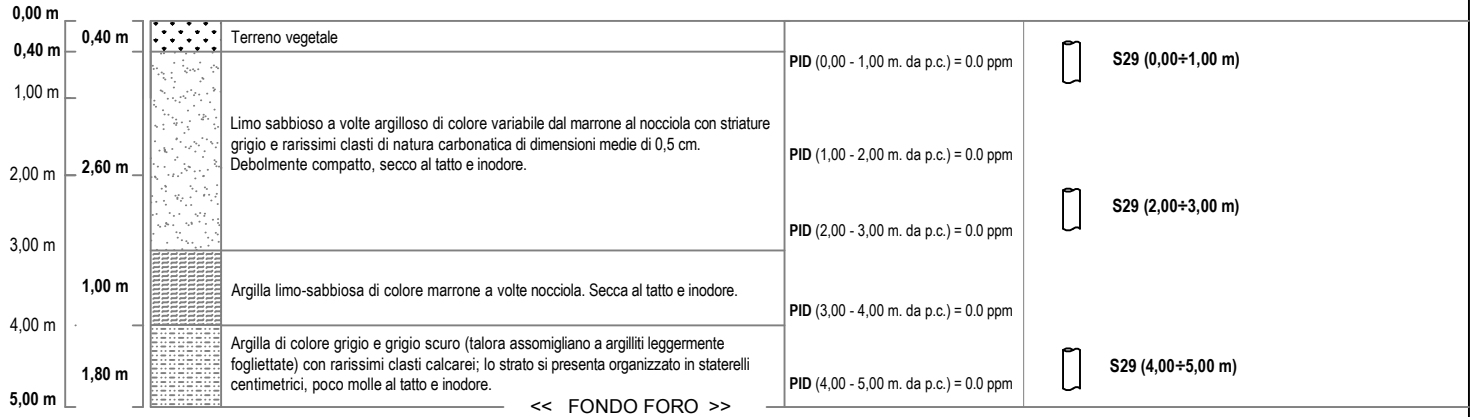 0,00 m
0,40 m
0,40 m
1,00 m
2,00 m
2,60 m
3,00 m
1,00 m
4,00 m
1,80 m
5,00 m
Terreno vegetale
Limo sabbioso a volte argilloso di colore variabile dal marrone al nocciola con striature
grigio e rarissimi clasti di natura carbonatica di dimensioni medie di 0,5 cm.
Debolmente compatto, secco al tatto e inodore.
Argilla limo-sabbiosa di colore marrone a volte nocciola. Secca al tatto e inodore.
Argilla di colore grigio e grigio scuro (talora assomigliano a argilliti leggermente
fogliettate) con rarissimi clasti calcarei; lo strato si presenta organizzato in staterelli
centimetrici, poco molle al tatto e inodore.
<< FONDO FORO >>
PID (0,00 - 1,00 m. da p.c.) = 0.0 ppm
PID (1,00 - 2,00 m. da p.c.) = 0.0 ppm
PID (2,00 - 3,00 m. da p.c.) = 0.0 ppm
PID (3,00 - 4,00 m. da p.c.) = 0.0 ppm
PID (4,00 - 5,00 m. da p.c.) = 0.0 ppm
S29 (0,00÷1,00 m)
S29 (2,00÷3,00 m)
S29 (4,00÷5,00 m)